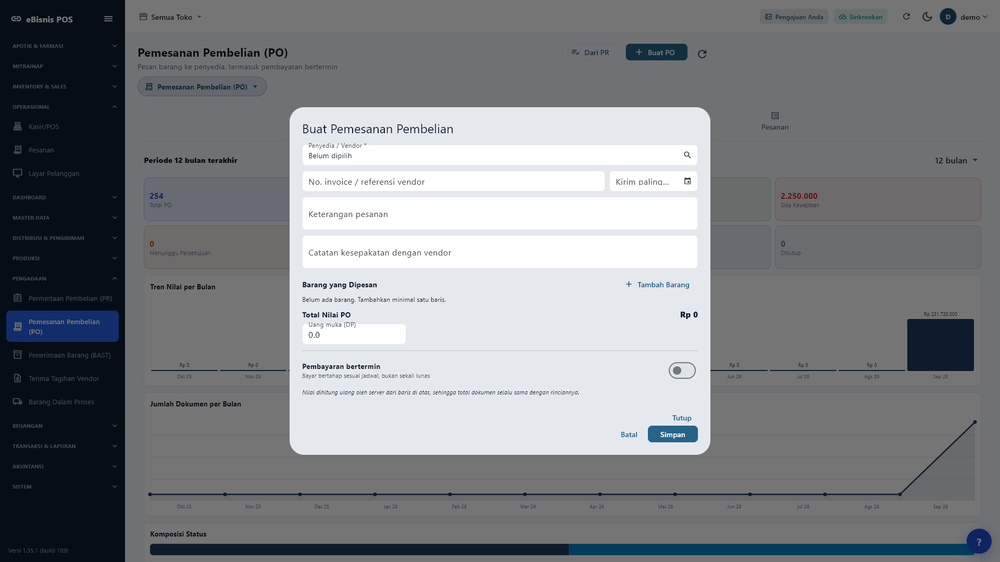 eBisnis POS
Semua Toko
Pengajuan Anda
Sinkronkan
D
demo
APOTIK & FARMASI
MITRAINAP
INVENTORY & SALES
OPERASIONAL
Kasir/POS
Pesanan
Layar Pelanggan
DASHBOARD
MASTER DATA
DISTRIBUSI & PENGIRIMAN
PRODUKSI
PENGADAAN
Permintaan Pembelian (PR)
Pemesanan Pembelian
(PO)
Penerimaan Barang (BAST)
Terima Tagihan Vendor
Barang Dalam Proses
KEUANGAN
TRANSAKSI & LAPORAN
AKUNTANSI
SISTEM
Versi 1.35.1 (build 189)
Pemesanan Pembelian (PO)
Pesan barang ke penyedia, termasuk pembayaran bertermin
Dari PR
Buat PO
Pemesanan Pembelian (PO)
Pesanan
Periode 12 bulan terakhir
12 bulan
254
Total PO
2.250.000
Sisa Kewajiban
0
Menunggu Persetujuan
0
Ditutup
Buat Pemesanan Pembelian
Penyedia / Vendor *
Belum dipilih
No. invoice / referensi vendor
Kirim paling...
Keterangan pesanan
Catatan kesepakatan dengan vendor
Barang yang Dipesan
Tambah Barang
Belum ada barang. Tambahkan minimal satu baris.
Total Nilai PO
Rp 0
Uang muka (DP)
0.0
Pembayaran bertermin
Bayar bertahap sesuai jadwal, bukan sekali lunas
Nilai dihitung ulang oleh server dari baris di atas, sehingga total dokumen selalu sama dengan rinciannya.
Tutup
Batal
Simpan
Tren Nilai per Bulan
Rp 0
Rp 0
Rp 0
Rp 0
Rp 0
Rp 231.730.000
Okt 25
Nov 25
Jun 26
Jul 26
Ags 26
Sep 26
Jumlah Dokumen per Bulan
Okt 25
Nov 25
Des 25
Jan 26
Feb 26
Mar 26
Apr 26
Mei 26
Jun 26
Jul 26
Ags 26
Sep 26
Komposisi Status
?